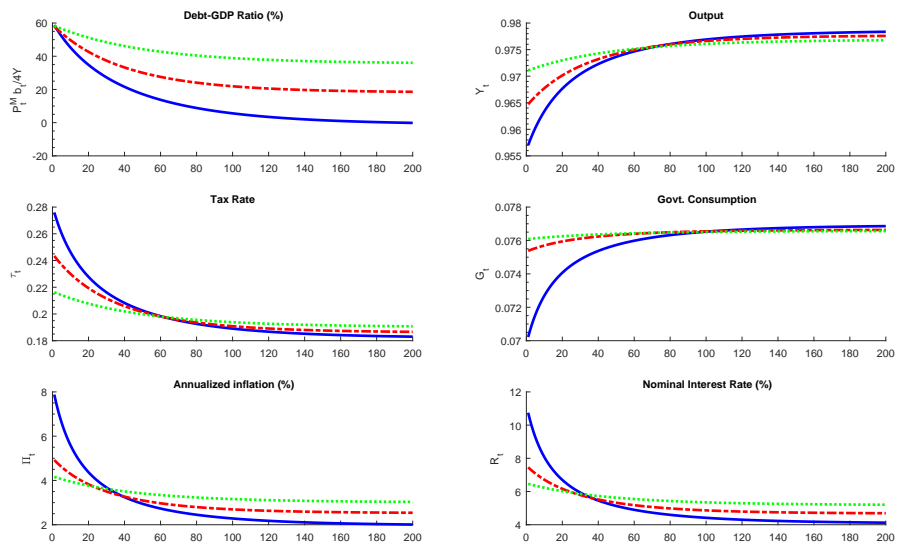 Debt-GDP Ratio (%)
60
40
20
0
-20
P_t^M b_t/4Y
0 20 40 60 80 100 120 140 160 180 200
Output
0.98
0.975
0.97
0.965
0.96
0.955
Y_t
0 20 40 60 80 100 120 140 160 180 200
Tax Rate
0.28
0.26
0.24
0.22
0.2
0.18
τ_t
0 20 40 60 80 100 120 140 160 180 200
Govt. Consumption
0.078
0.076
0.074
0.072
0.07
G_t
0 20 40 60 80 100 120 140 160 180 200
Annualized inflation (%)
8
6
4
2
Π_t
0 20 40 60 80 100 120 140 160 180 200
Nominal Interest Rate (%)
12
10
8
6
4
R_t
0 20 40 60 80 100 120 140 160 180 200